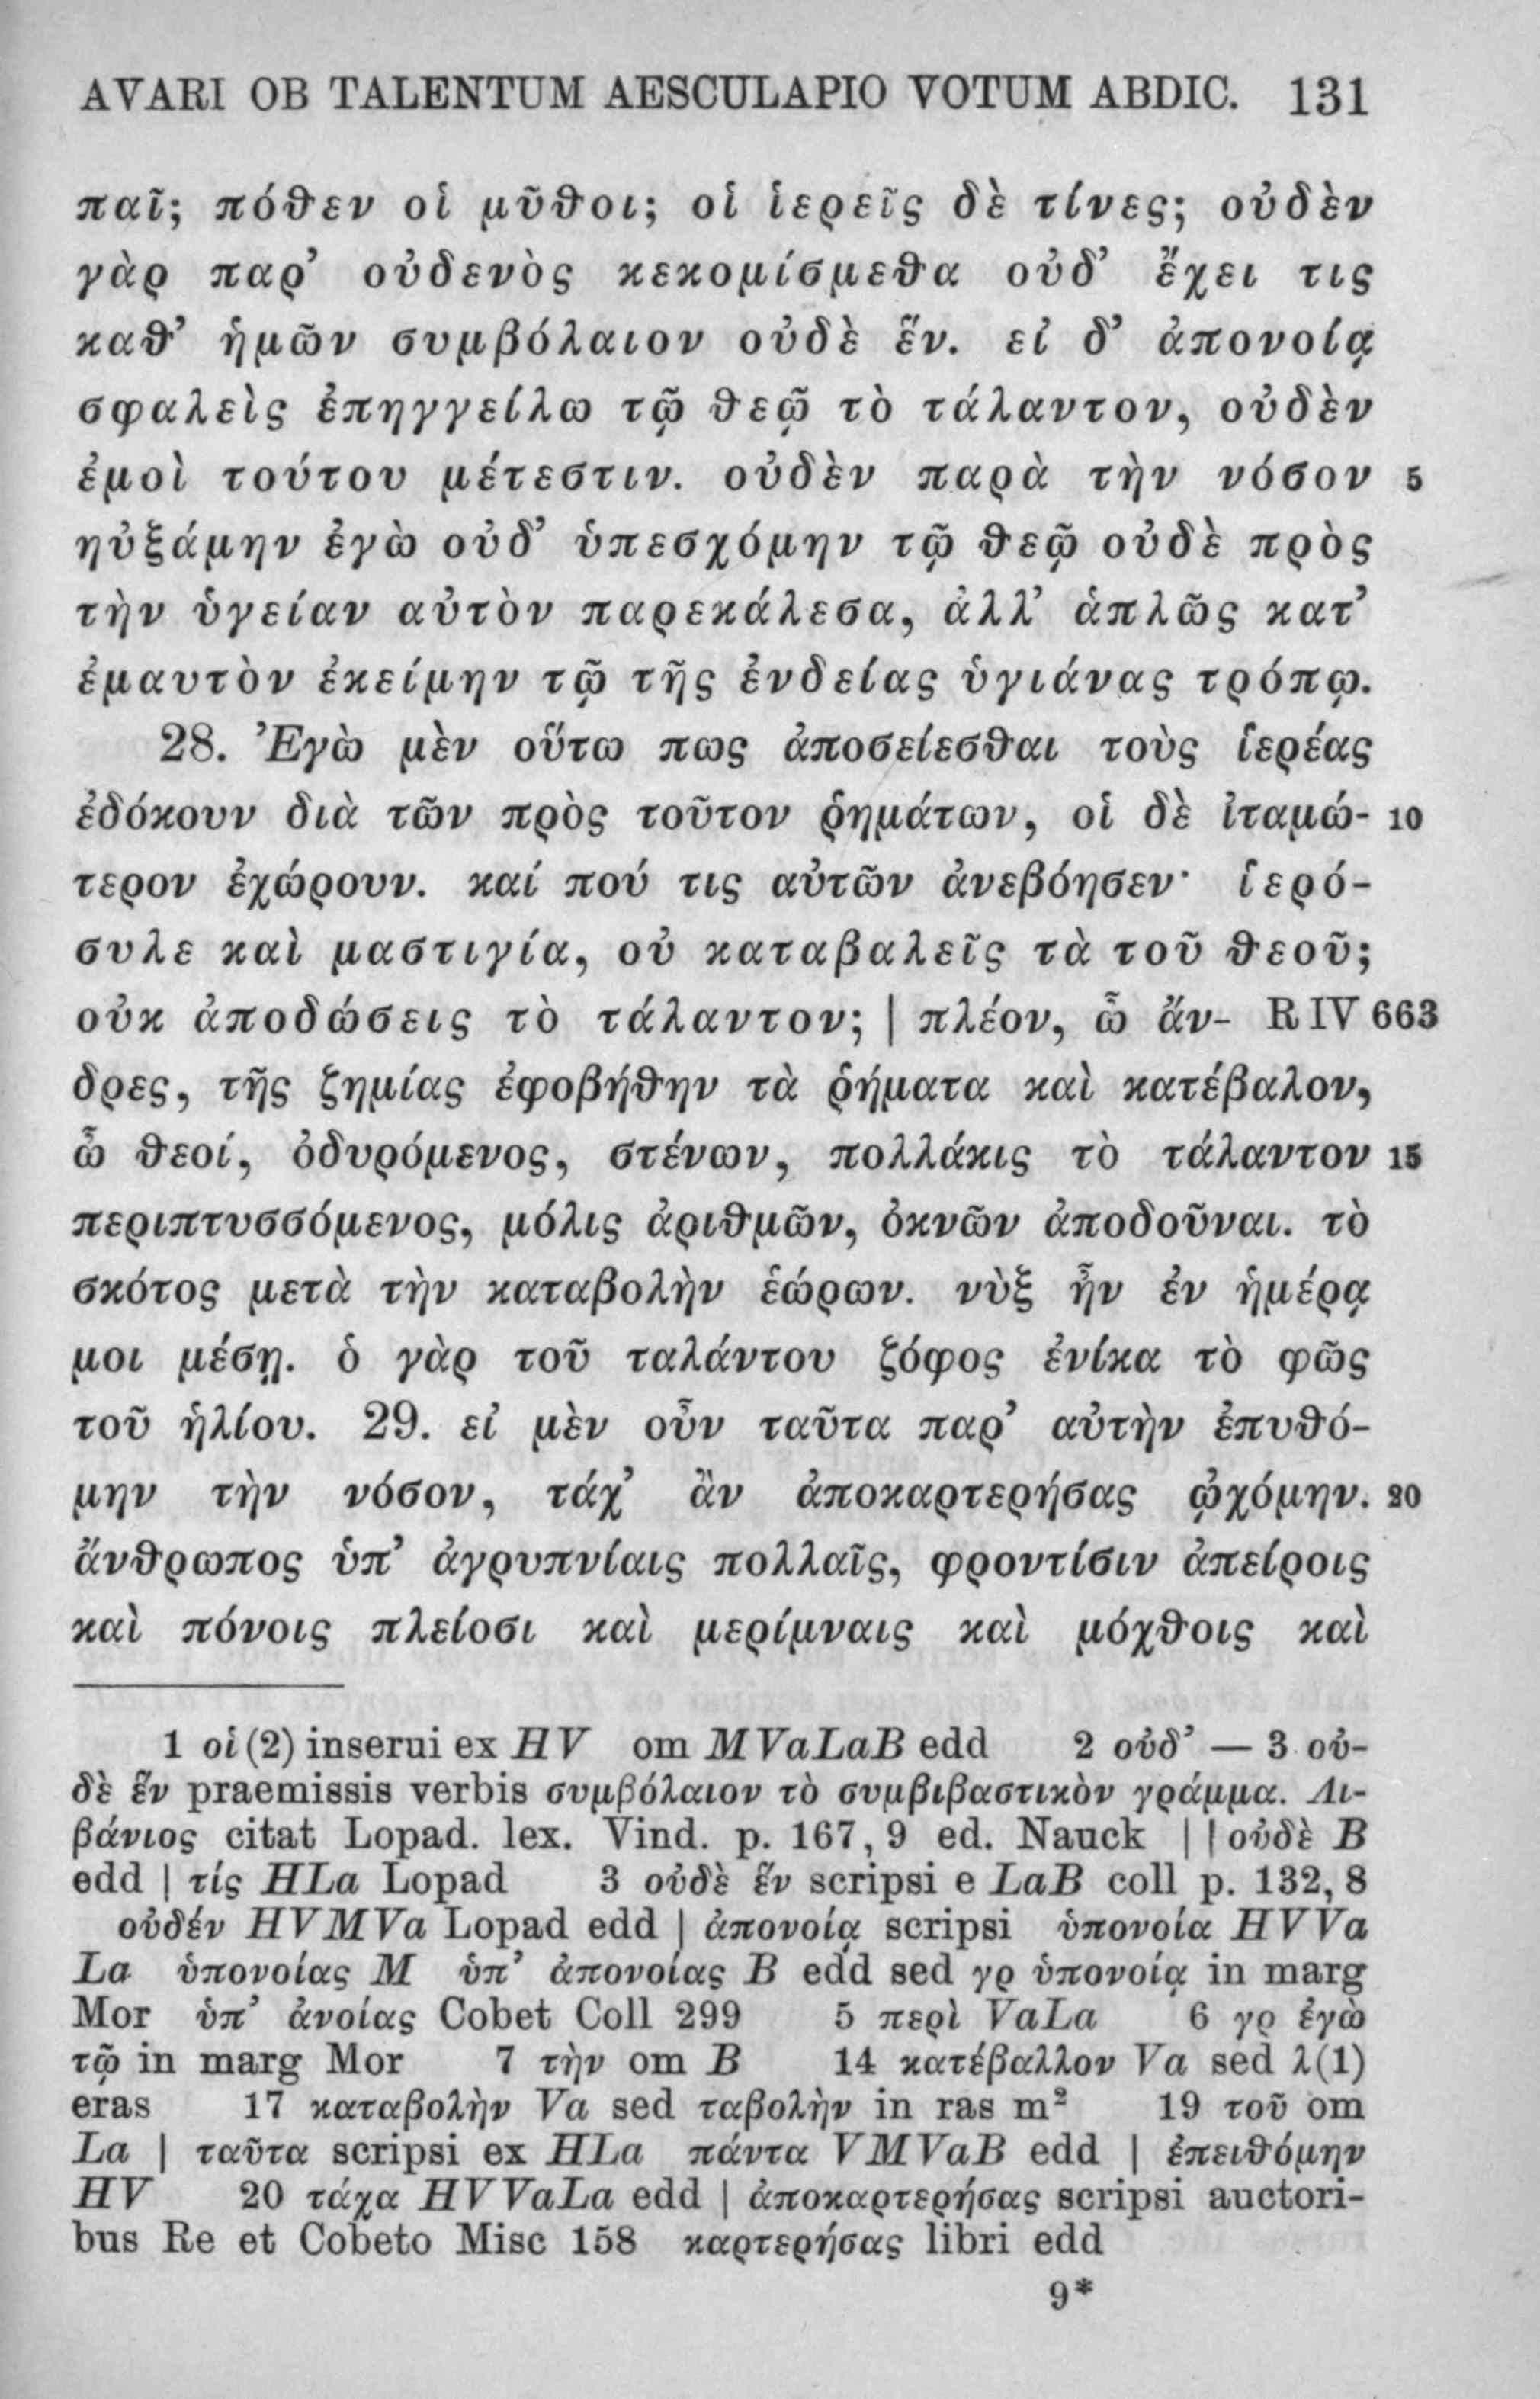 AVARI OB TALENTUM AESCULAPIO VOTUM ABDIC. 131
παῖ; πόθεν οἱ μῦθοι; οἱ ἱερεῖς δὲ τίνες; οὐδὲν
γὰρ παρ’ οὐδενὸς κεκομίσμεθα οὐδ’ ἔχει τις
καθ’ ἡμῶν συμβόλαιον οὐδὲ ἕν. εἰ δ’ ἀπονοίᾳ
σφαλεὶς ἐπηγγείλω τῷ θεῷ τὸ τάλαντον, οὐδὲν
ἐμοὶ τούτου μέτεστιν. οὐδὲν παρὰ τὴν νόσον 5
ηὐξάμην ἐγὼ οὐδ’ ὑπεσχόμην τῷ θεῷ οὐδὲ πρὸς
τὴν ὑγείαν αὐτὸν παρεκάλεσα, ἀλλ’ ἁπλῶς κατ’
ἐμαυτὸν ἐκείμην τῷ τῆς ἐνδείας ὑγιάνας τρόπῳ.
28. Ἐγὼ μὲν οὕτω πως ἀποσείεσθαι τοὺς ἱερέας
ἐδόκουν διὰ τῶν πρὸς τοῦτον ῥημάτων, οἱ δὲ ἰταμώ- 10
τερον ἐχώρουν. καί πού τις αὐτῶν ἀνεβόησεν· ἱερό-
συλε καὶ μαστιγία, οὐ καταβαλεῖς τὰ τοῦ θεοῦ;
οὐκ ἀποδώσεις τὸ τάλαντον; | πλέον, ὦ ἄν- R IV 663
δρες, τῆς ζημίας ἐφοβήθην τὰ ῥήματα καὶ κατέβαλον,
ὦ θεοί, ὀδυρόμενος, στένων, πολλάκις τὸ τάλαντον 15
περιπτυσσόμενος, μόλις ἀριθμῶν, ὀκνῶν ἀποδοῦναι. τὸ
σκότος μετὰ τὴν καταβολὴν ἑώρων. νὺξ ἦν ἐν ἡμέρᾳ
μοι μέσῃ. ὁ γὰρ τοῦ ταλάντου ζόφος ἐνίκα τὸ φῶς
τοῦ ἡλίου. 29. εἰ μὲν οὖν ταῦτα παρ’ αὐτὴν ἐπυθό-
μην τὴν νόσον, τάχ’ ἂν ἀποκαρτερήσας ᾠχόμην. 20
ἄνθρωπος ὑπ’ ἀγρυπνίαις πολλαῖς, φροντίσιν ἀπείροις
καὶ πόνοις πλείοσι καὶ μερίμναις καὶ μόχθοις καὶ
1 οἱ (2) inserui ex HV om MVaLaB edd 2 οὐδ’ — 3 οὐ-
δὲ ἕν praemissis verbis συμβόλαιον τὸ συμβιβαστικὸν γράμμα. Λι-
βάνιος citat Lopad. lex. Vind. p. 167, 9 ed. Nauck | | οὐδὲ B
edd | τίς HLa Lopad 3 οὐδὲ ἕν scripsi e LaB coll p. 132, 8
οὐδέν HVMVa Lopad edd | ἀπονοίᾳ scripsi ὑπονοία HVVa
La ὑπονοίας M ὑπ’ ἀπονοίας B edd sed γρ ὑπονοίᾳ in marg
Mor ὑπ’ ἀνοίας Cobet Coll 299 5 περὶ VaLa 6 γρ ἐγὼ
τῷ in marg Mor 7 τὴν om B 14 κατέβαλλον Va sed λ (1)
eras 17 καταβολὴν Va sed ταβολὴν in ras m² 19 τοῦ om
La | ταῦτα scripsi ex HLa πάντα VMVaB edd | ἐπειθόμην
HV 20 τάχα HVVaLa edd | ἀποκαρτερήσας scripsi auctori-
bus Re et Cobeto Misc 158 καρτερήσας libri edd
9*